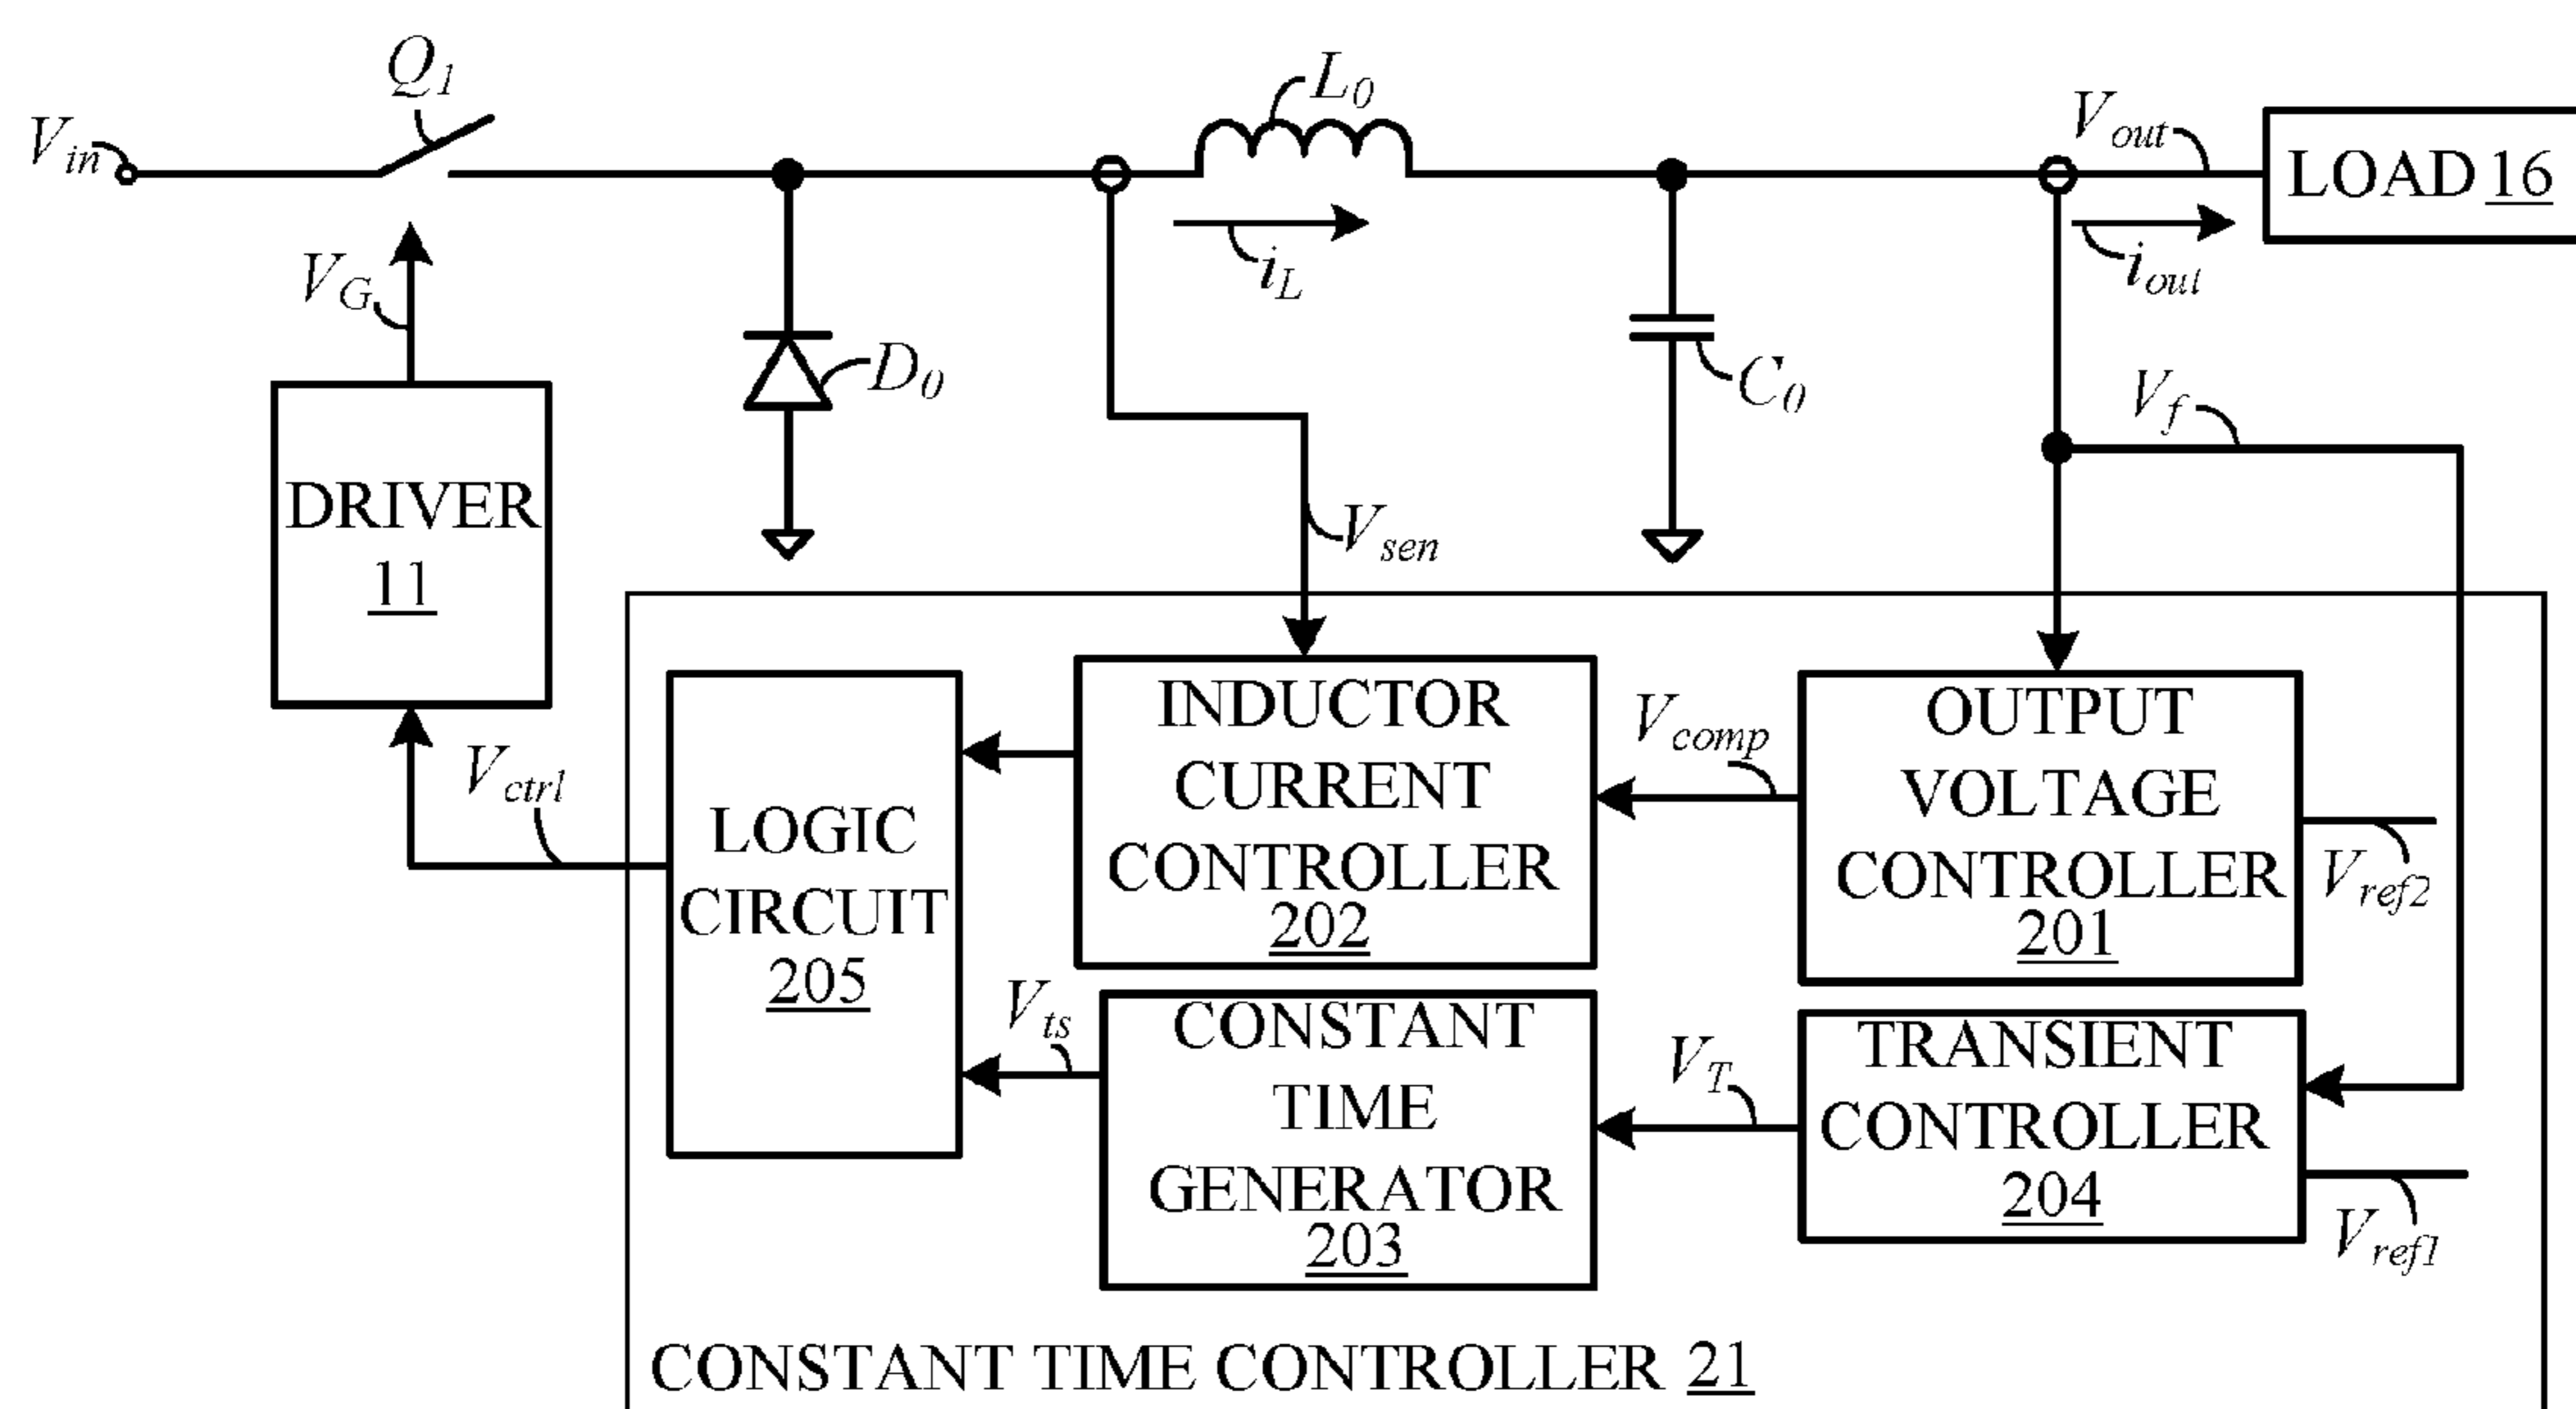 Q1
L0
Vin
Vout
LOAD 16
iL
iout
VG
D0
C0
Vf
DRIVER
11
Vsen
INDUCTOR
CURRENT
CONTROLLER
202
Vcomp
OUTPUT
VOLTAGE
CONTROLLER
201
Vref2
Vctrl
LOGIC
CIRCUIT
205
Vts
CONSTANT
TIME
GENERATOR
203
VT
TRANSIENT
CONTROLLER
204
Vref1
CONSTANT TIME CONTROLLER 21